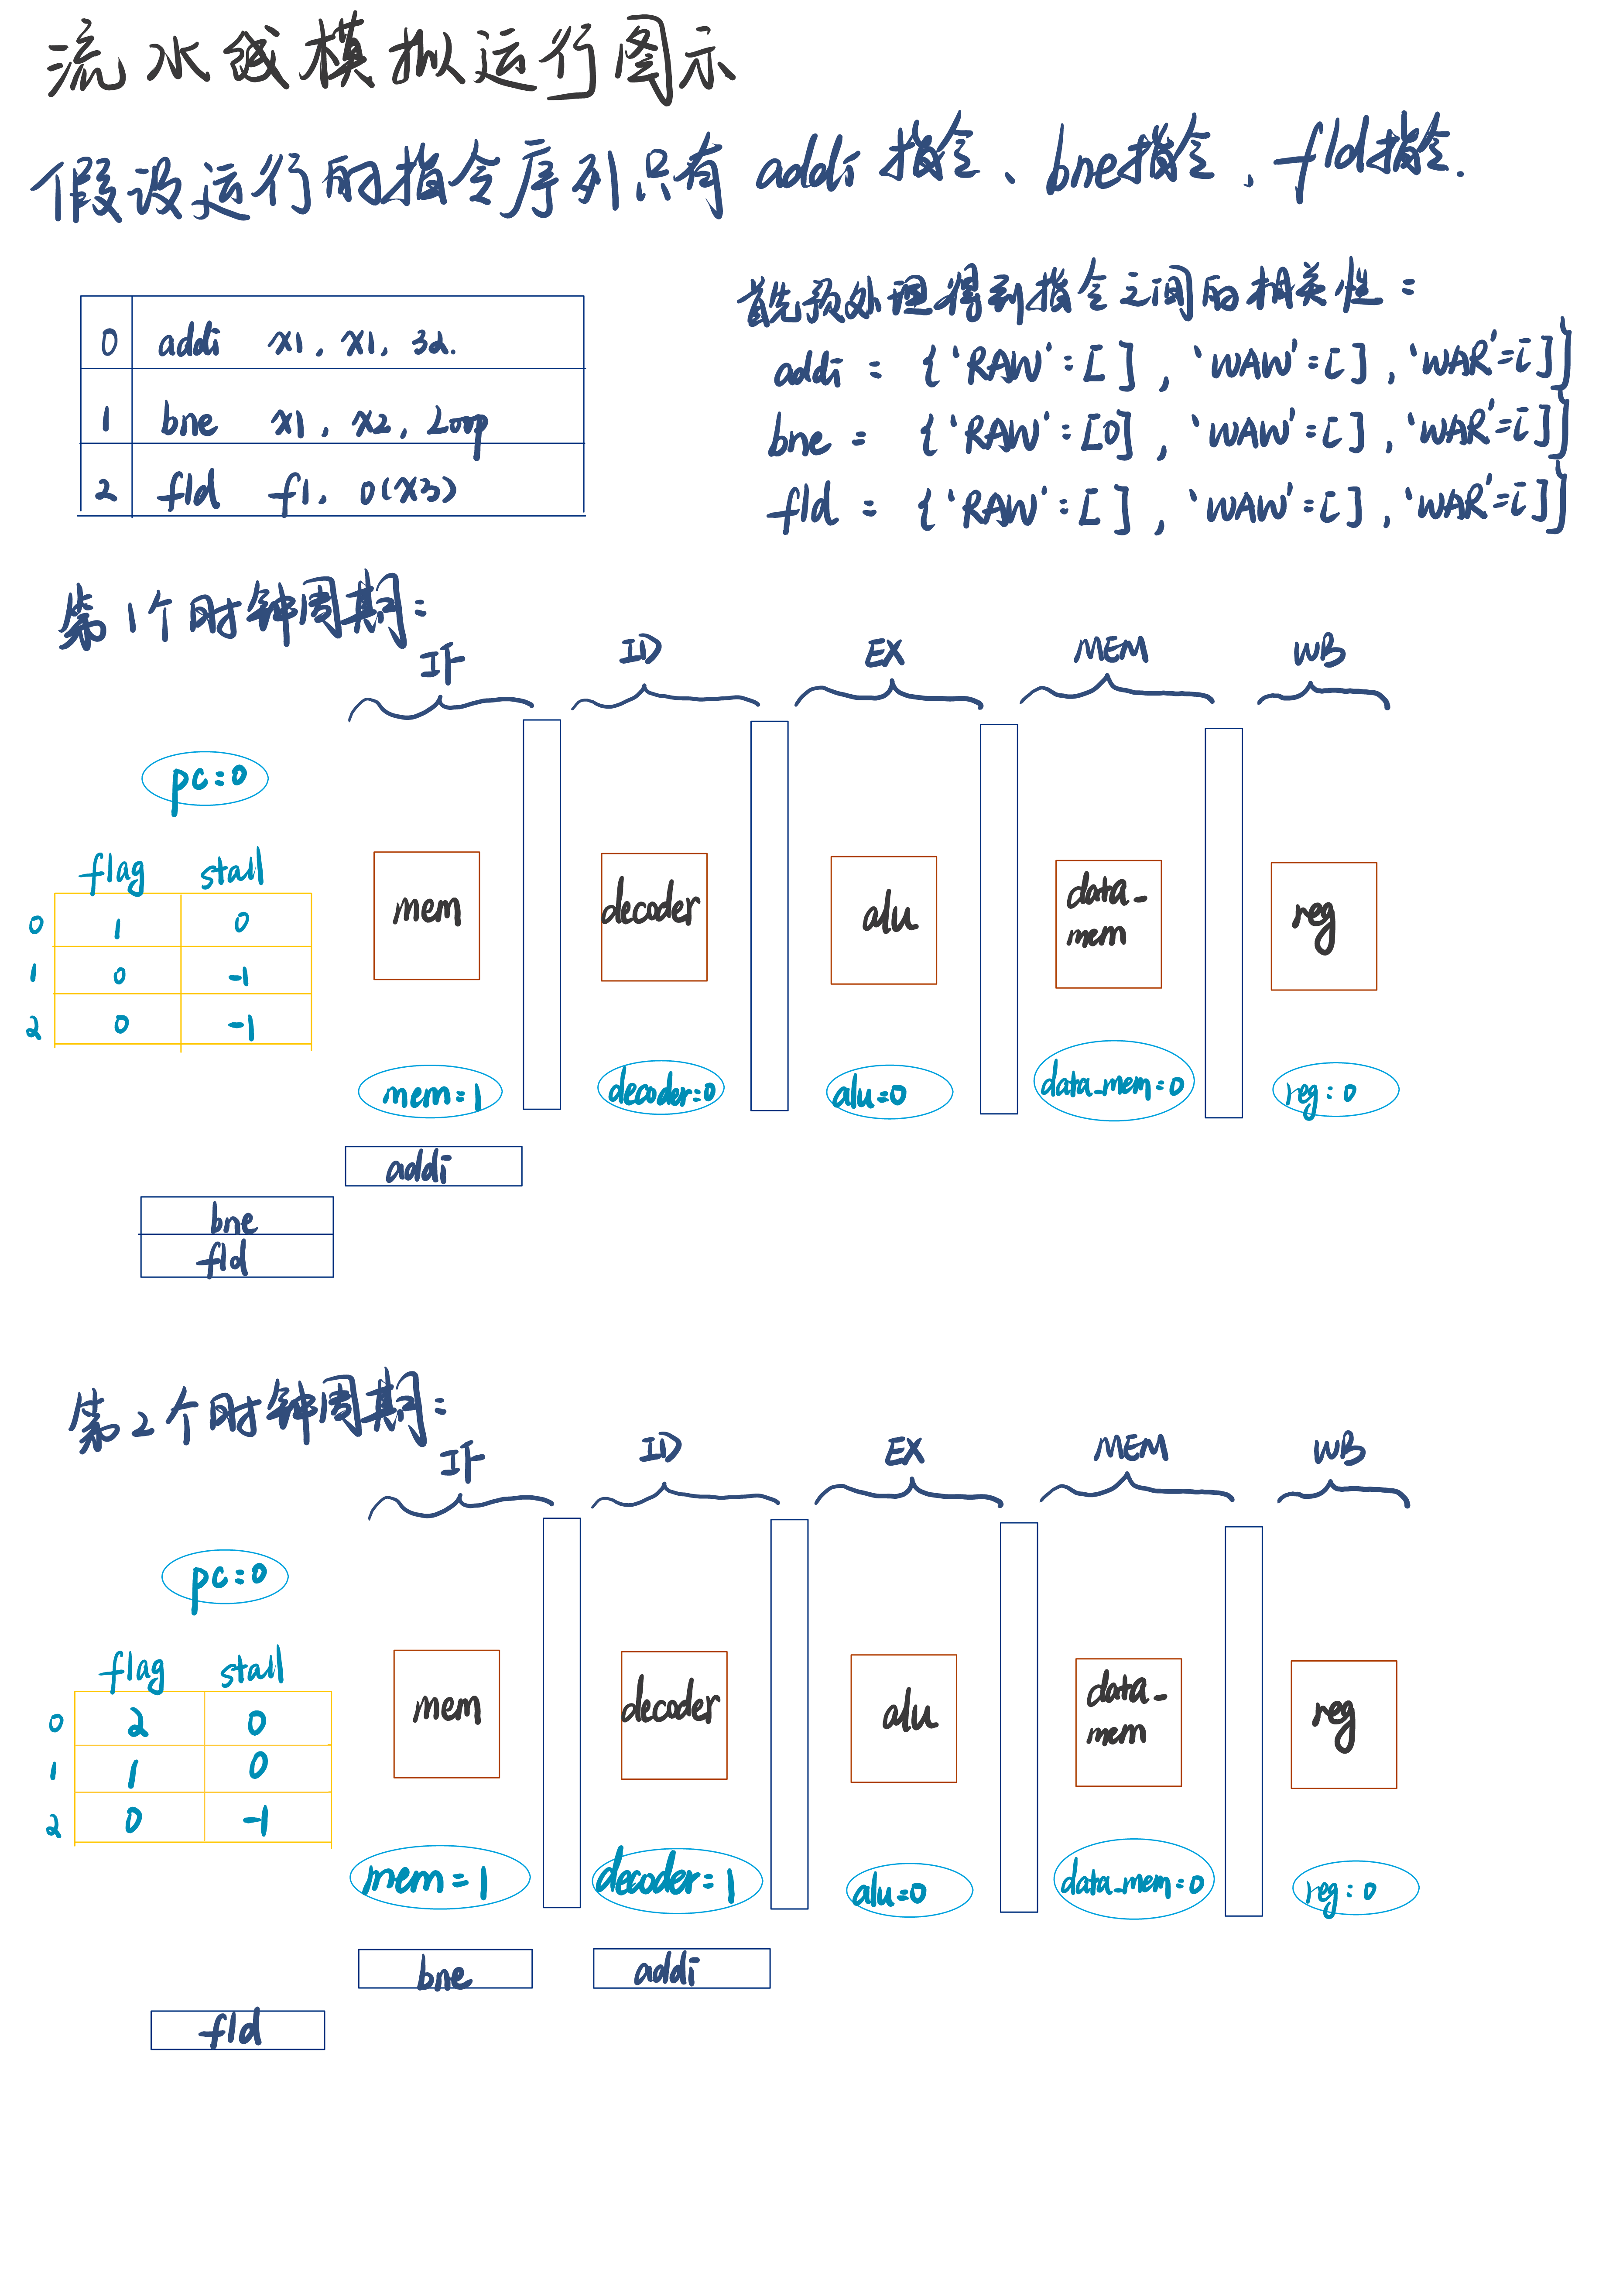 流水线模拟运行图示
假设运行的指令序列只有 addi 指令、bne指令、fld指令.
0 addi x1, x1, 32.
1 bne x1, x2, Loop
2 fld f1, 0(x3)
首先预处理得到指令之间的相关性:
addi = {'RAW':[], 'WAW':[], 'WAR'=[]}
bne = {'RAW':[0], 'WAW':[], 'WAR'=[]}
fld = {'RAW':[], 'WAW':[], 'WAR'=[]}
第1个时钟周期:
IF ID EX MEM WB
pc=0
flag stall
0 1 0
1 0 -1
2 0 -1
mem decoder alu data_
mem reg
mem=1 decoder=0 alu=0 data_mem=0 reg:0
addi
bne
fld
第2个时钟周期:
IF ID EX MEM WB
pc=0
flag stall
0 2 0
1 1 0
2 0 -1
mem decoder alu data_
mem reg
mem=1 decoder=1 alu=0 data_mem=0 reg:0
bne addi
fld